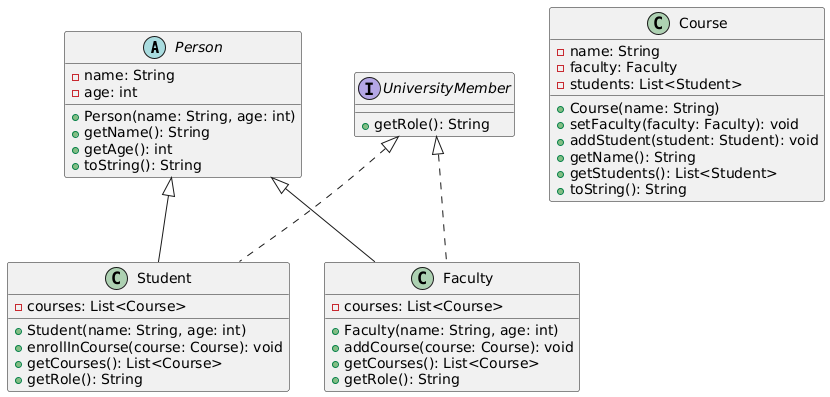 A Person
name: String
age: int
Person(name: String, age: int)
getName(): String
getAge(): int
toString(): String
I UniversityMember
getRole(): String
C Course
name: String
faculty: Faculty
students: List<Student>
Course(name: String)
setFaculty(faculty: Faculty): void
addStudent(student: Student): void
getName(): String
getStudents(): List<Student>
toString(): String
C Student
courses: List<Course>
Student(name: String, age: int)
enrollInCourse(course: Course): void
getCourses(): List<Course>
getRole(): String
C Faculty
courses: List<Course>
Faculty(name: String, age: int)
addCourse(course: Course): void
getCourses(): List<Course>
getRole(): String